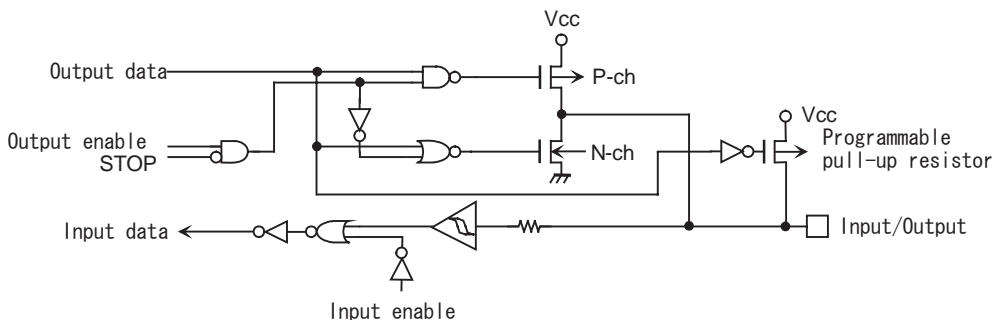 Vcc
Output data
P-ch
Vcc
Output enable
STOP
N-ch
Programmable
pull-up resistor
Input data
Input/Output
Input enable